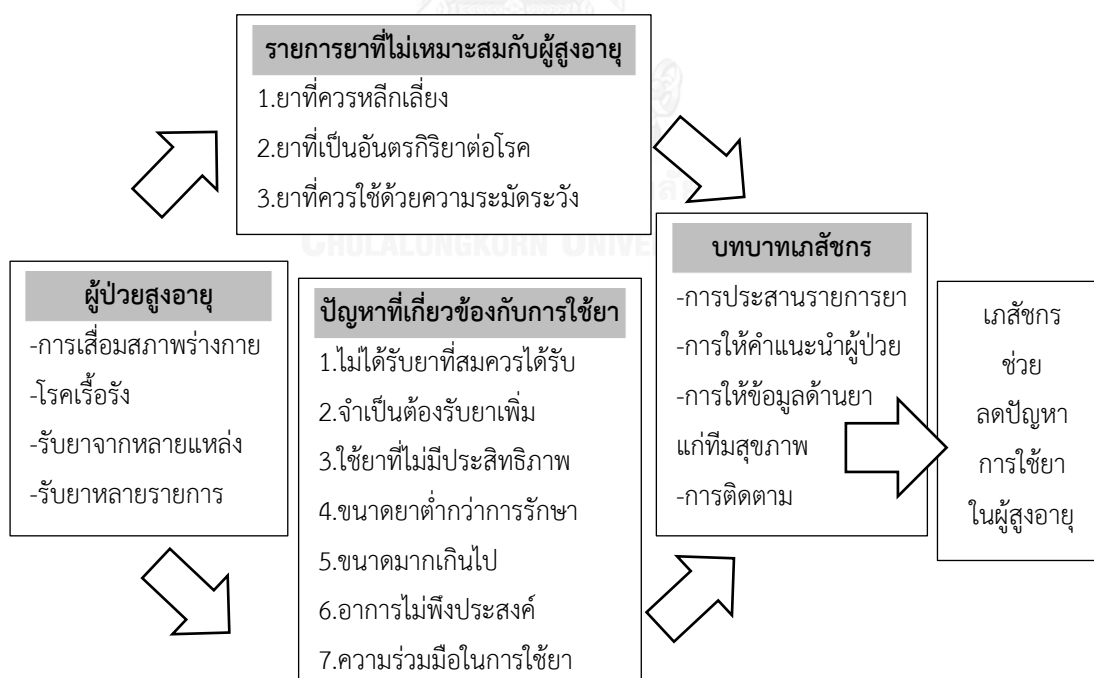 รายการยาที่ไม่เหมาะสมกับผู้สูงอายุ
1.ยาที่ควรหลีกเลี่ยง
2.ยาที่เป็นอันตรกิริยาต่อโรค
3.ยาที่ควรใช้ด้วยความระมัดระวัง
ผู้ป่วยสูงอายุ
-การเสื่อมสภาพร่างกาย
-โรคเรื้อรัง
-รับยาจากหลายแหล่ง
-รับยาหลายรายการ
ปัญหาที่เกี่ยวข้องกับการใช้ยา
1.ไม่ได้รับยาที่สมควรได้รับ
2.จำเป็นต้องรับยาเพิ่ม
3.ใช้ยาที่ไม่มีประสิทธิภาพ
4.ขนาดยาต่ำกว่าการรักษา
5.ขนาดมากเกินไป
6.อาการไม่พึงประสงค์
7.ความร่วมมือในการใช้ยา
บทบาทเภสัชกร
-การประสานรายการยา
-การให้คำแนะนำผู้ป่วย
-การให้ข้อมูลด้านยา
แก่ทีมสุขภาพ
-การติดตาม
เภสัชกร
ช่วย
ลดปัญหา
การใช้ยา
ในผู้สูงอายุ
CHULALONGKORN UNIVE